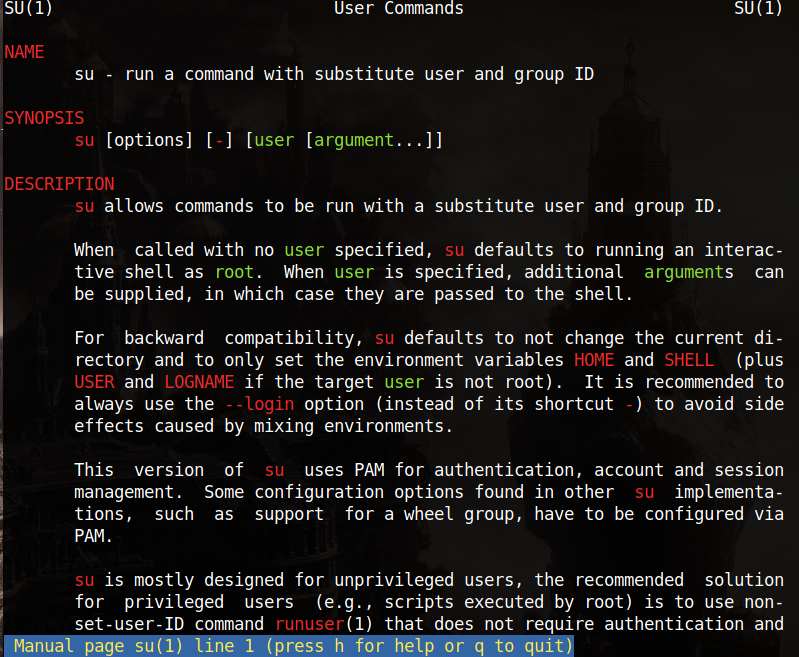 SU(1) User Commands SU(1)
NAME
su - run a command with substitute user and group ID
SYNOPSIS
su [options] [-] [user [argument...]]
DESCRIPTION
su allows commands to be run with a substitute user and group ID.
When called with no user specified, su defaults to running an interac-
tive shell as root. When user is specified, additional arguments can
be supplied, in which case they are passed to the shell.
For backward compatibility, su defaults to not change the current di-
rectory and to only set the environment variables HOME and SHELL (plus
USER and LOGNAME if the target user is not root). It is recommended to
always use the --login option (instead of its shortcut -) to avoid side
effects caused by mixing environments.
This version of su uses PAM for authentication, account and session
management. Some configuration options found in other su implementa-
tions, such as support for a wheel group, have to be configured via
PAM.
su is mostly designed for unprivileged users, the recommended solution
for privileged users (e.g., scripts executed by root) is to use non-
set-user-ID command runuser(1) that does not require authentication and
Manual page su(1) line 1 (press h for help or q to quit)